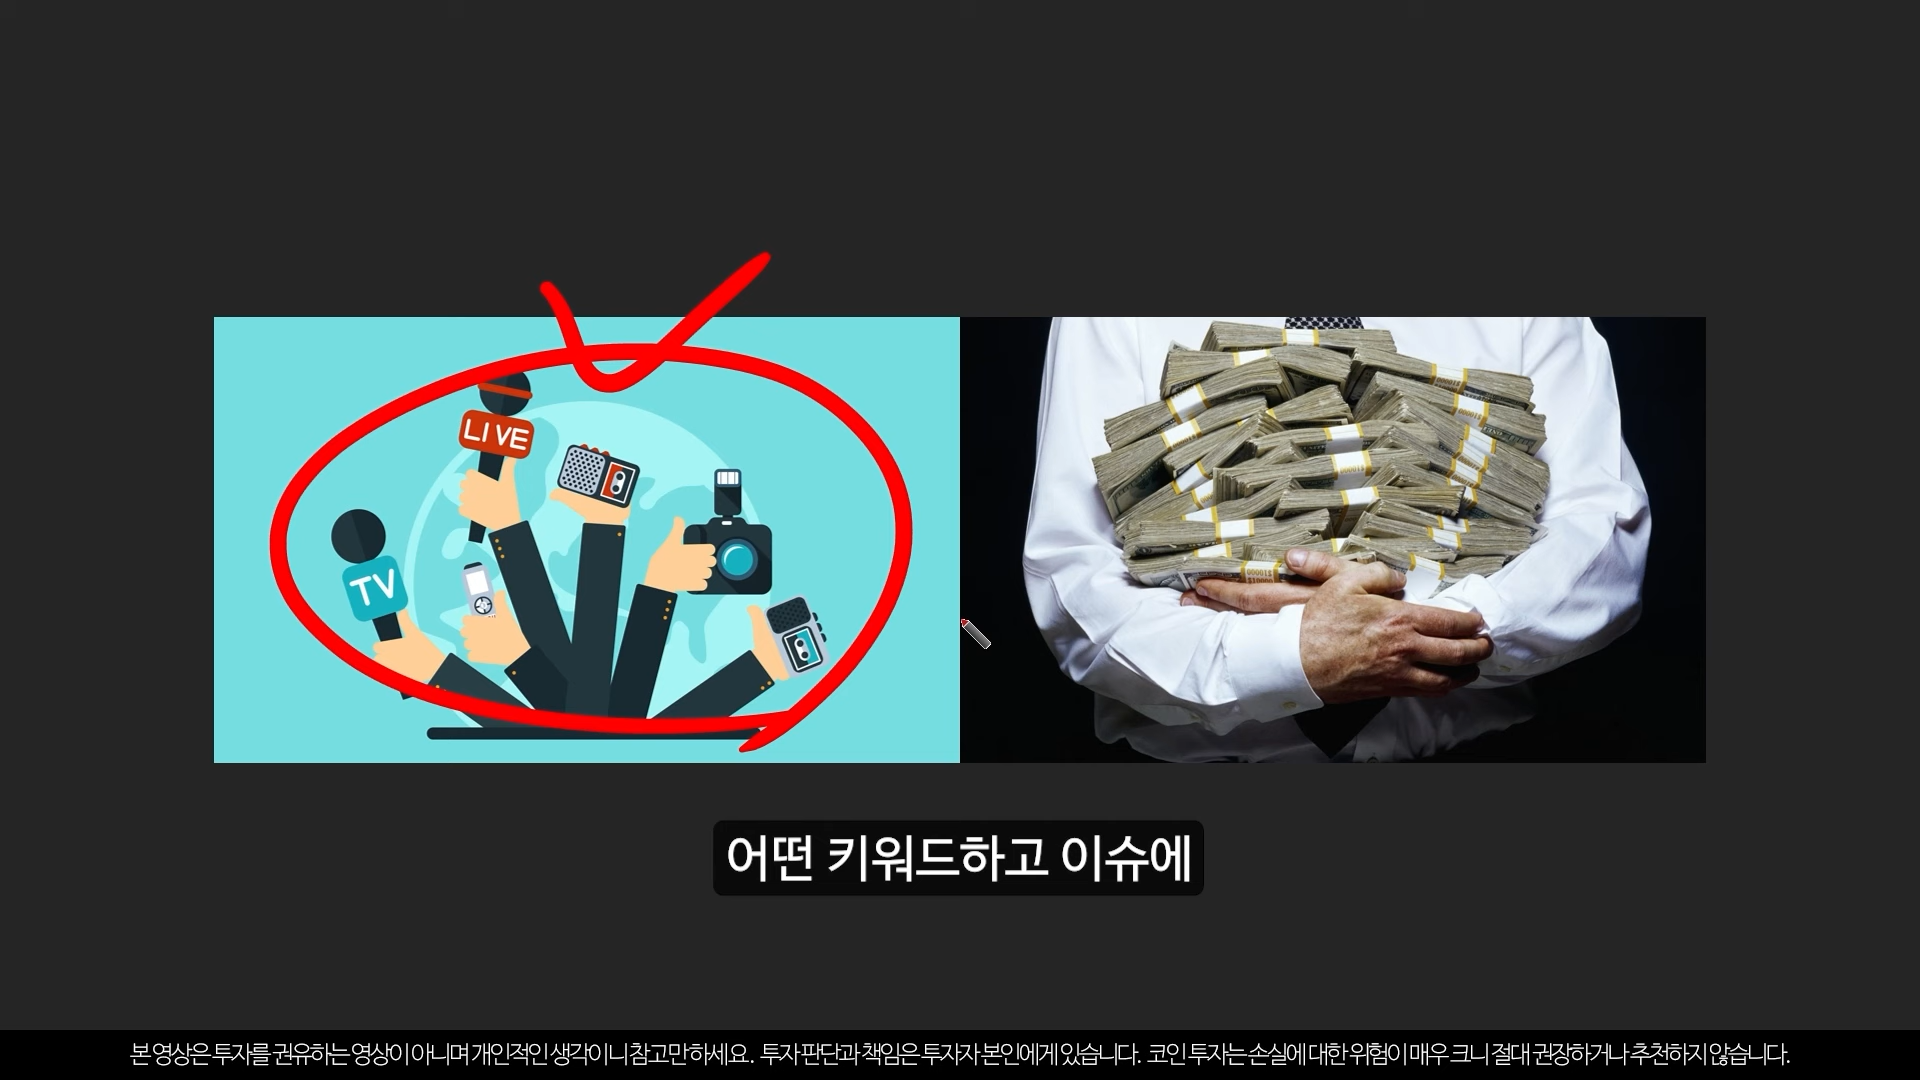 LIVE
TV
$10000
어떤 키워드하고 이슈에
본 영상은 투자를 권유하는 영상이 아니며 개인적인 생각이니 참고만 하세요. 투자 판단과 책임은 투자자 본인에게 있습니다. 코인 투자는 손실에 대한 위험이 매우 크니 절대 권장하거나 추천하지 않습니다.